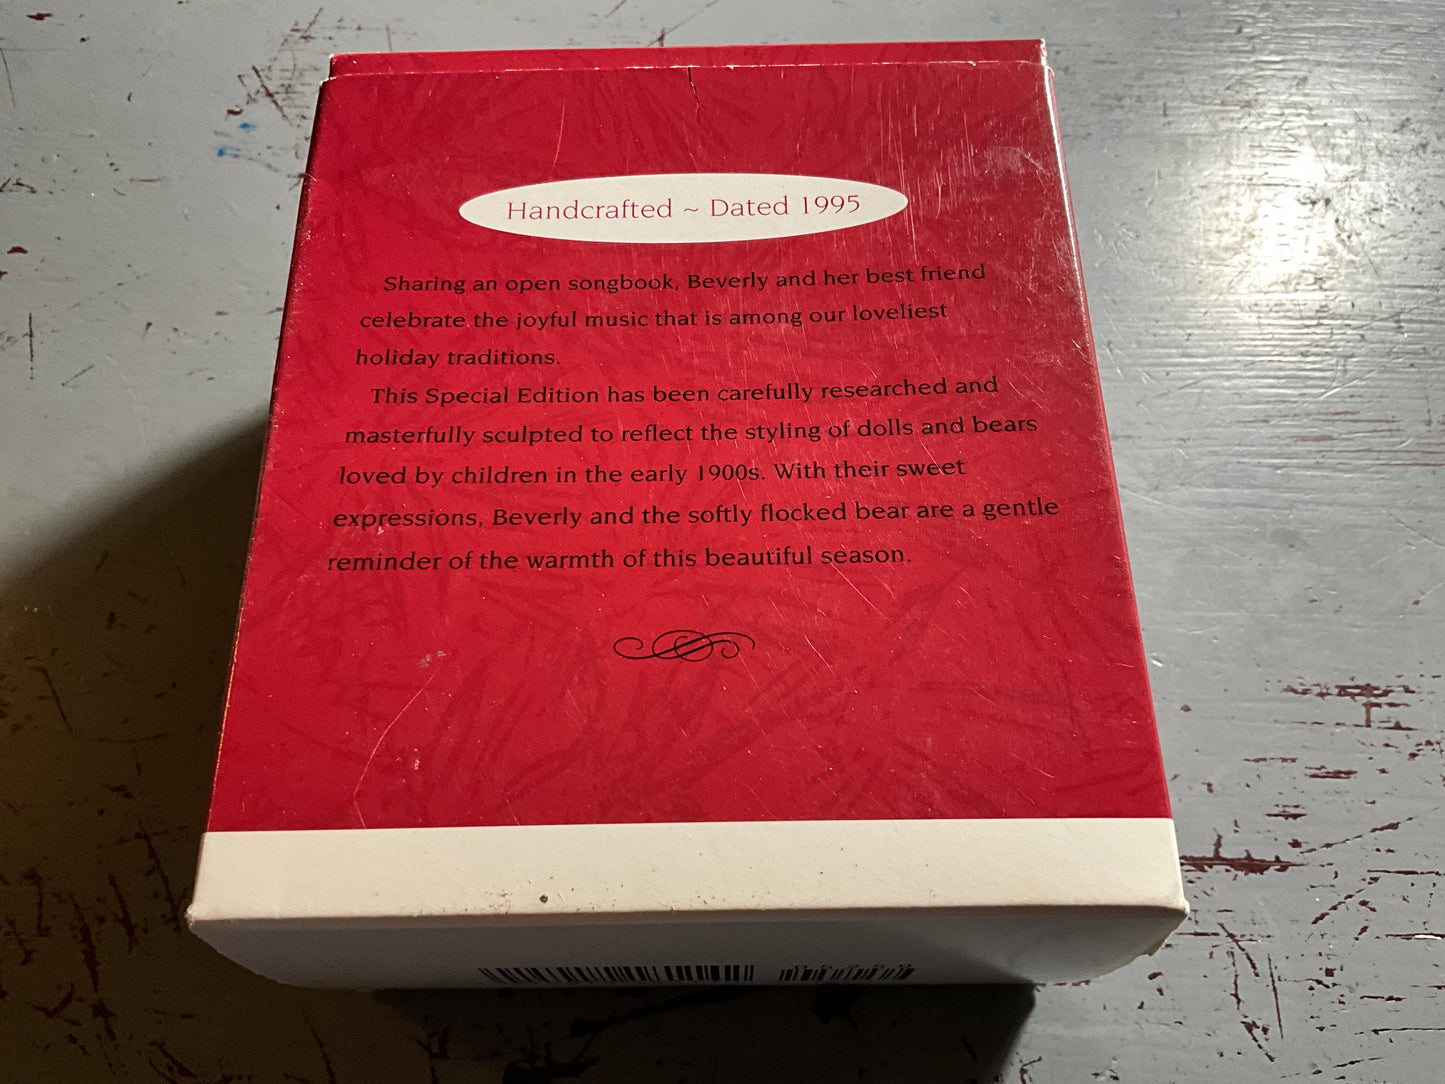 Handcrafted ~ Dated 1995
Sharing an open songbook, Beverly and her best friend
celebrate the joyful music that is among our loveliest
holiday traditions.
This Special Edition has been carefully researched and
masterfully sculpted to reflect the styling of dolls and bears
loved by children in the early 1900s. With their sweet
expressions, Beverly and the softly flocked bear are a gentle
reminder of the warmth of this beautiful season.